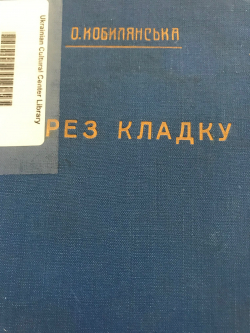 О. КОБИЛЯНСЬКА
РЕЗ КЛАДКУ
Ukrainian Cultural Center Library